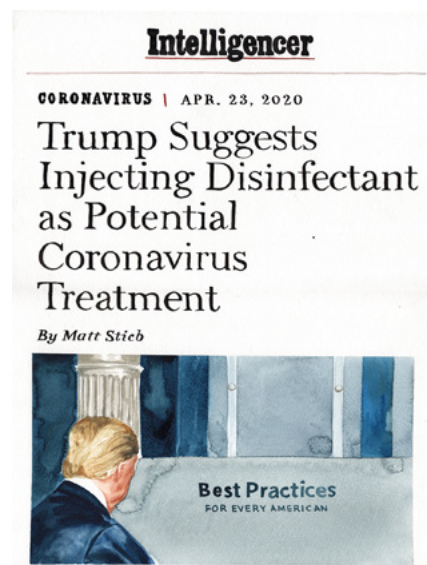 Intelligencer
CORONAVIRUS | APR. 23, 2020
Trump Suggests
Injecting Disinfectant
as Potential
Coronavirus
Treatment
By Matt Stieb
Best Practices
FOR EVERY AMERICAN